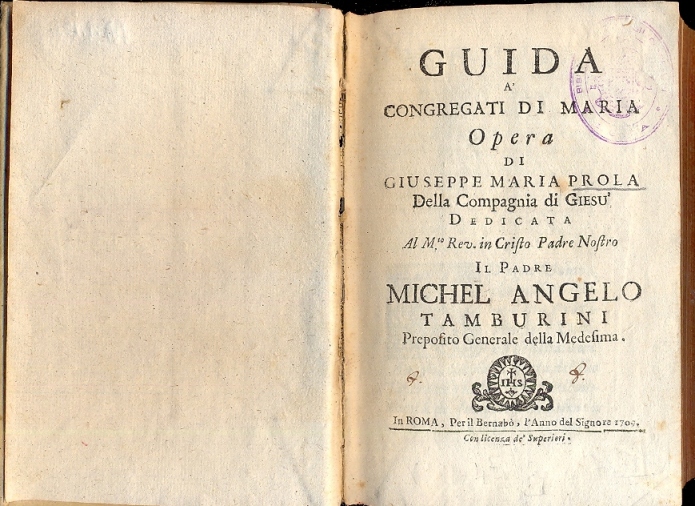 GUIDA
A'
CONGREGATI DI MARIA
Opera
DI
GIUSEPPE MARIA PROLA
Della Compagnia di GIESU'
DEDICATA
Al M.to Rev. in Criſto Padre Noſtro
IL PADRE
MICHEL ANGELO
TAMBURINI
Prepoſito Generale della Medeſima.
IHS
In ROMA, Per il Bernabò, l'Anno del Signore 1709.
Con licenza de' Superiori.